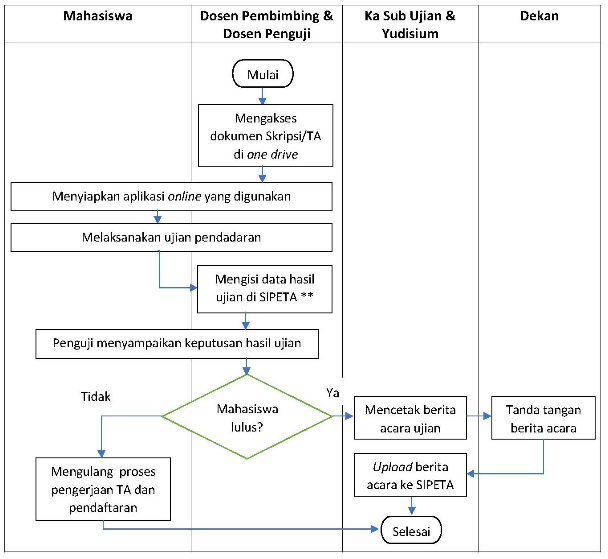 Mahasiswa
Dosen Pembimbing &
Dosen Penguji
Ka Sub Ujian &
Yudisium
Dekan
Mulai
Mengakses
dokumen Skripsi/TA
di one drive
Menyiapkan aplikasi online yang digunakan
Melaksanakan ujian pendadaran
Mengisi data hasil
ujian di SIPETA **
Penguji menyampaikan keputusan hasil ujian
Tidak
Mahasiswa
lulus?
Ya
Mencetak berita
acara ujian
Tanda tangan
berita acara
Mengulang proses
pengerjaan TA dan
pendaftaran
Upload berita
acara ke SIPETA
Selesai